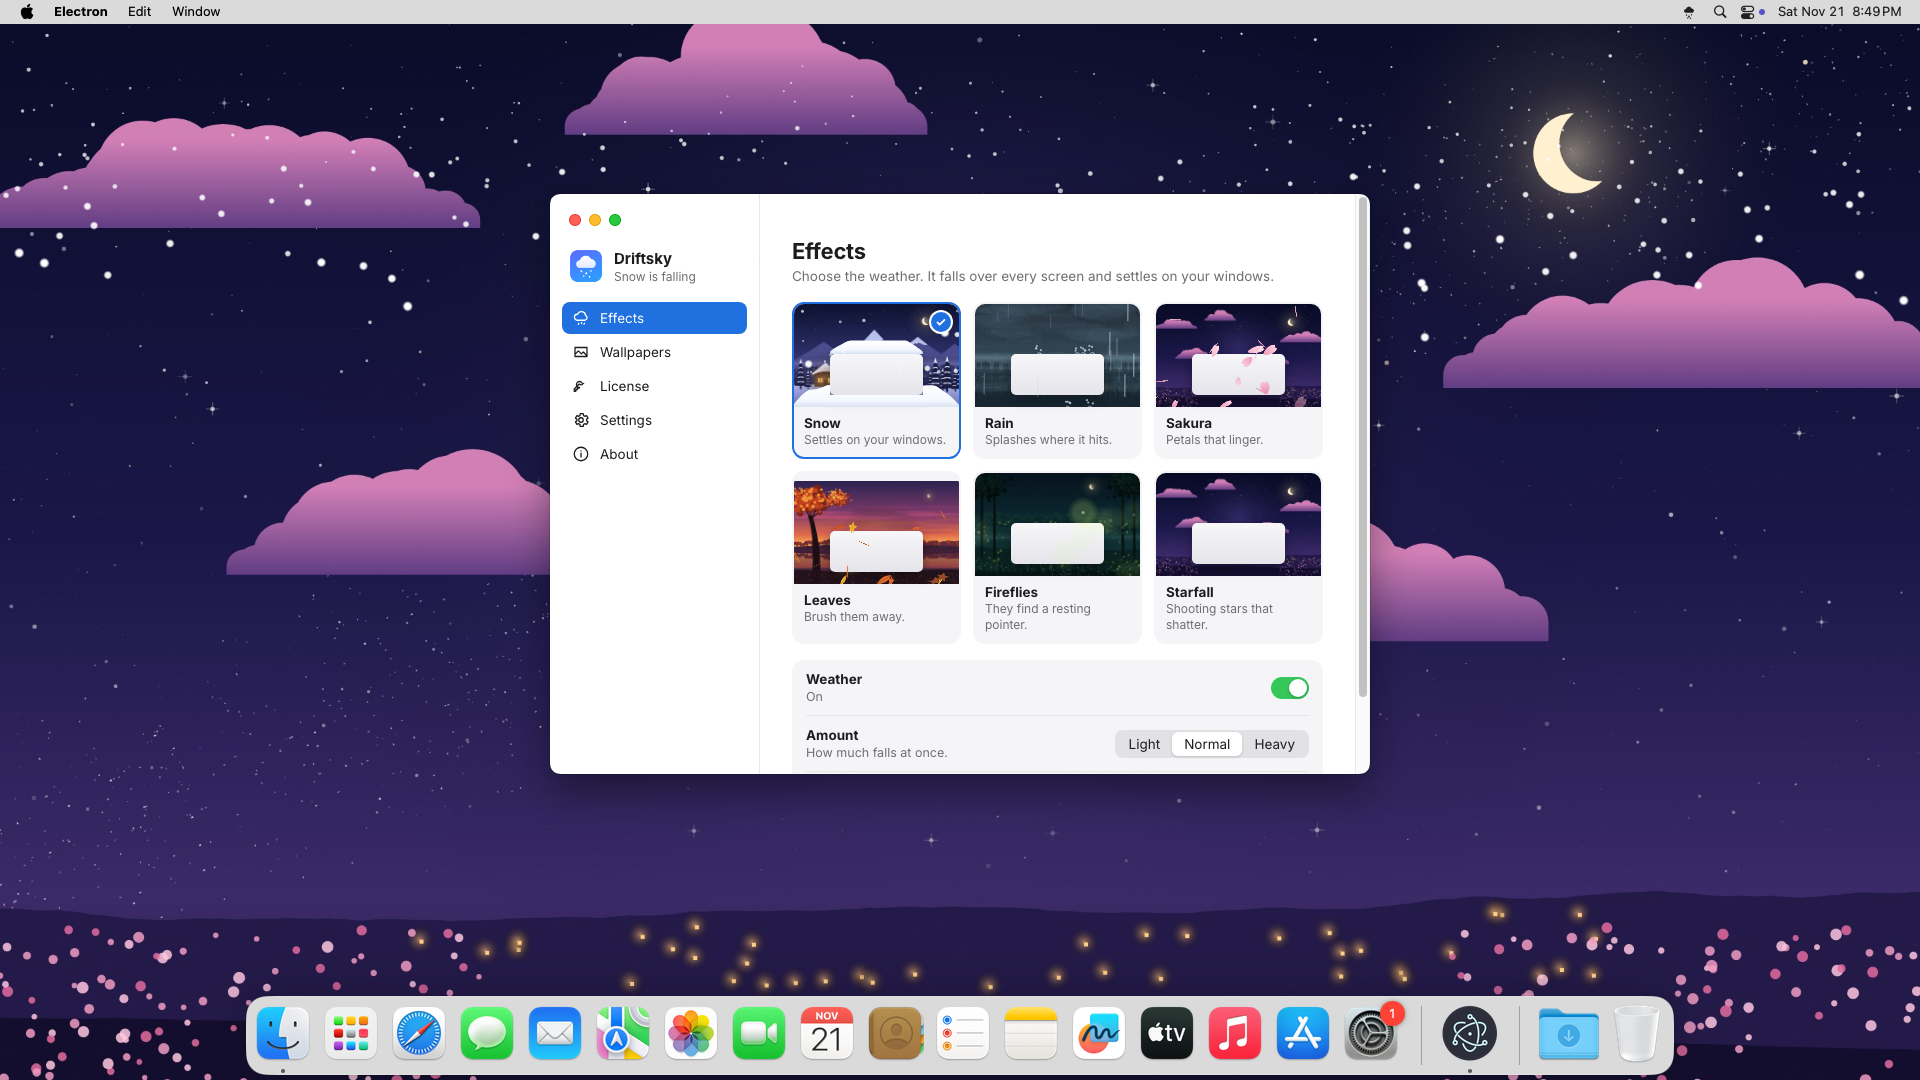 Electron Edit Window
Sat Nov 21 8:49 PM
Driftsky
Snow is falling
Effects
Wallpapers
License
Settings
About
Effects
Choose the weather. It falls over every screen and settles on your windows.
Snow
Settles on your windows.
Rain
Splashes where it hits.
Sakura
Petals that linger.
Leaves
Brush them away.
Fireflies
They find a resting
pointer.
Starfall
Shooting stars that
shatter.
Weather
On
Amount
How much falls at once.
Light Normal Heavy
NOV
21
tv
1